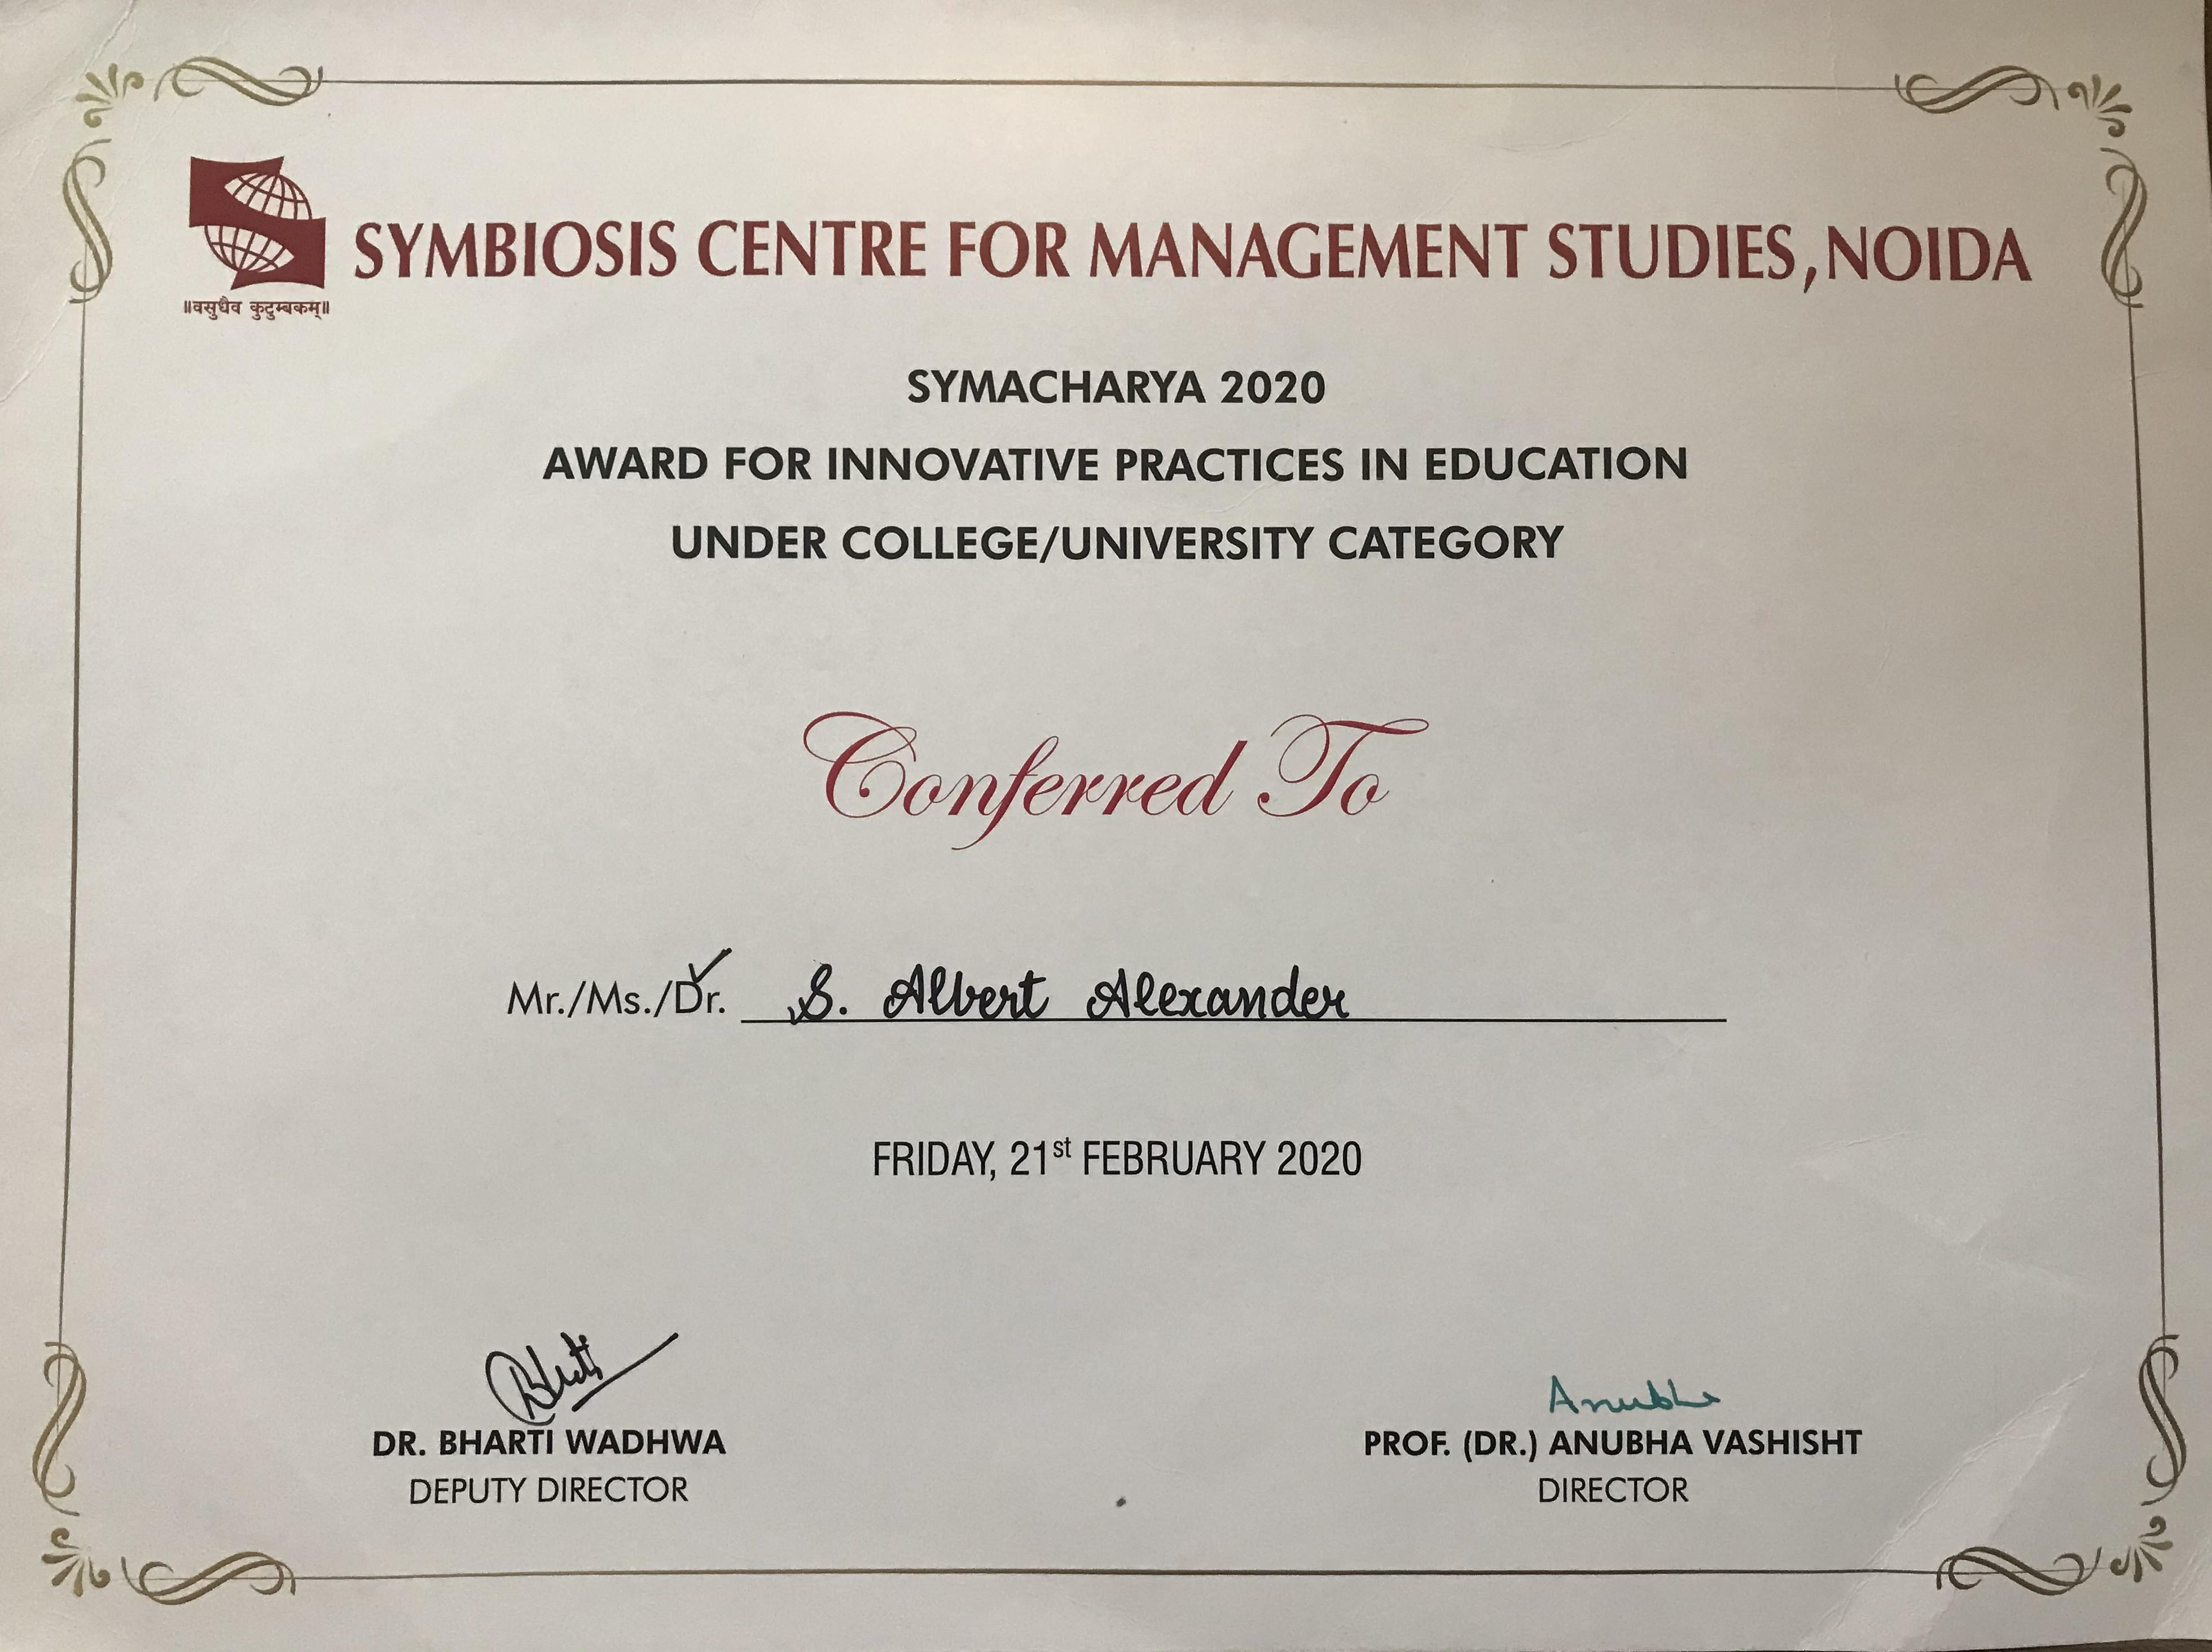 SYMBIOSIS CENTRE FOR MANAGEMENT STUDIES, NOIDA
॥वसुधैव कुटुम्बकम्॥
SYMACHARYA 2020
AWARD FOR INNOVATIVE PRACTICES IN EDUCATION
UNDER COLLEGE/UNIVERSITY CATEGORY
Conferred To
Mr./Ms./Dr. S. Albert Alexander
FRIDAY, 21st FEBRUARY 2020
Bharti
Anubha
DR. BHARTI WADHWA
PROF. (DR.) ANUBHA VASHISHT
DEPUTY DIRECTOR
DIRECTOR